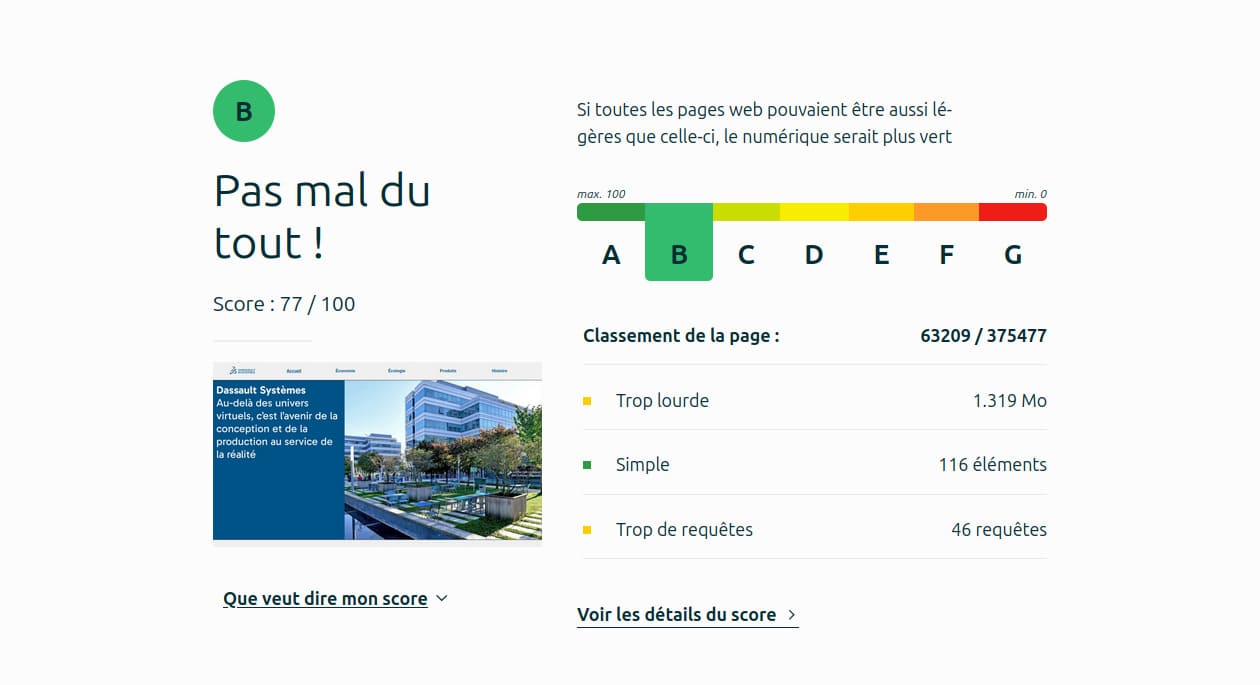 B
Pas mal du
tout !
Score : 77 / 100
Accueil
Économie
Écologie
Produits
Histoire
Dassault Systèmes
Au-delà des univers
virtuels, c'est l'avenir de la
conception et de la
production au service de
la réalité
Que veut dire mon score
Si toutes les pages web pouvaient être aussi lé-
gères que celle-ci, le numérique serait plus vert
max. 100 min. 0
A B C D E F G
Classement de la page : 63209 / 375477
Trop lourde 1.319 Mo
Simple 116 éléments
Trop de requêtes 46 requêtes
Voir les détails du score